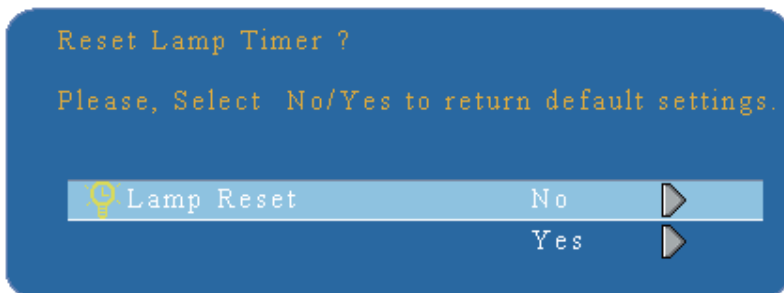 Reset Lamp Timer ?
Please, Select No/Yes to return default settings.
Lamp Reset No
Yes